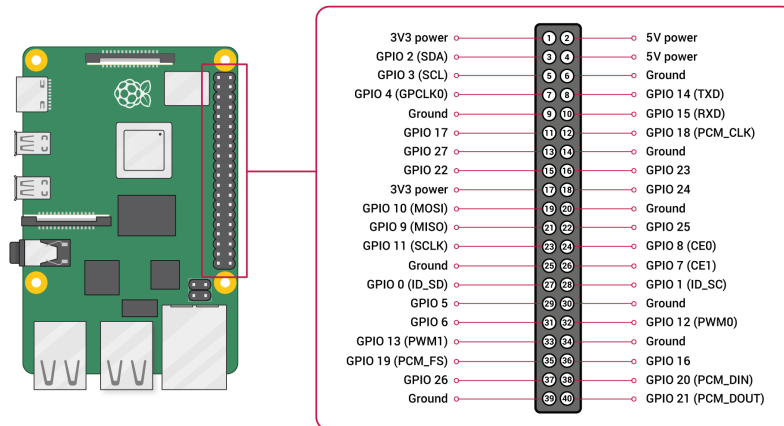 3V3 power 1 2 5V power
GPIO 2 (SDA) 3 4 5V power
GPIO 3 (SCL) 5 6 Ground
GPIO 4 (GPCLK0) 7 8 GPIO 14 (TXD)
Ground 9 10 GPIO 15 (RXD)
GPIO 17 11 12 GPIO 18 (PCM_CLK)
GPIO 27 13 14 Ground
GPIO 22 15 16 GPIO 23
3V3 power 17 18 GPIO 24
GPIO 10 (MOSI) 19 20 Ground
GPIO 9 (MISO) 21 22 GPIO 25
GPIO 11 (SCLK) 23 24 GPIO 8 (CE0)
Ground 25 26 GPIO 7 (CE1)
GPIO 0 (ID_SD) 27 28 GPIO 1 (ID_SC)
GPIO 5 29 30 Ground
GPIO 6 31 32 GPIO 12 (PWM0)
GPIO 13 (PWM1) 33 34 Ground
GPIO 19 (PCM_FS) 35 36 GPIO 16
GPIO 26 37 38 GPIO 20 (PCM_DIN)
Ground 39 40 GPIO 21 (PCM_DOUT)